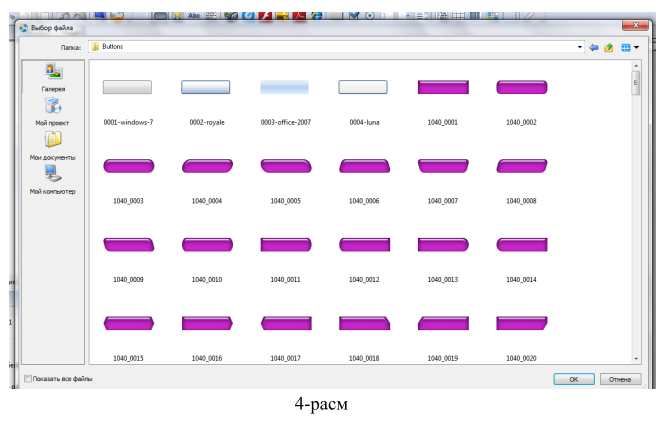 Abc
Выбор файла
Папка: Buttons
Галерея
Мой проект
Мои документы
Мой компьютер
0001-windows-7 0002-royale 0003-office-2007 0004-luna 1040_0001 1040_0002
1040_0003 1040_0004 1040_0005 1040_0006 1040_0007 1040_0008
1040_0009 1040_0010 1040_0011 1040_0012 1040_0013 1040_0014
1040_0015 1040_0016 1040_0017 1040_0018 1040_0019 1040_0020
Показать все файлы
OK Отмена
4-расм